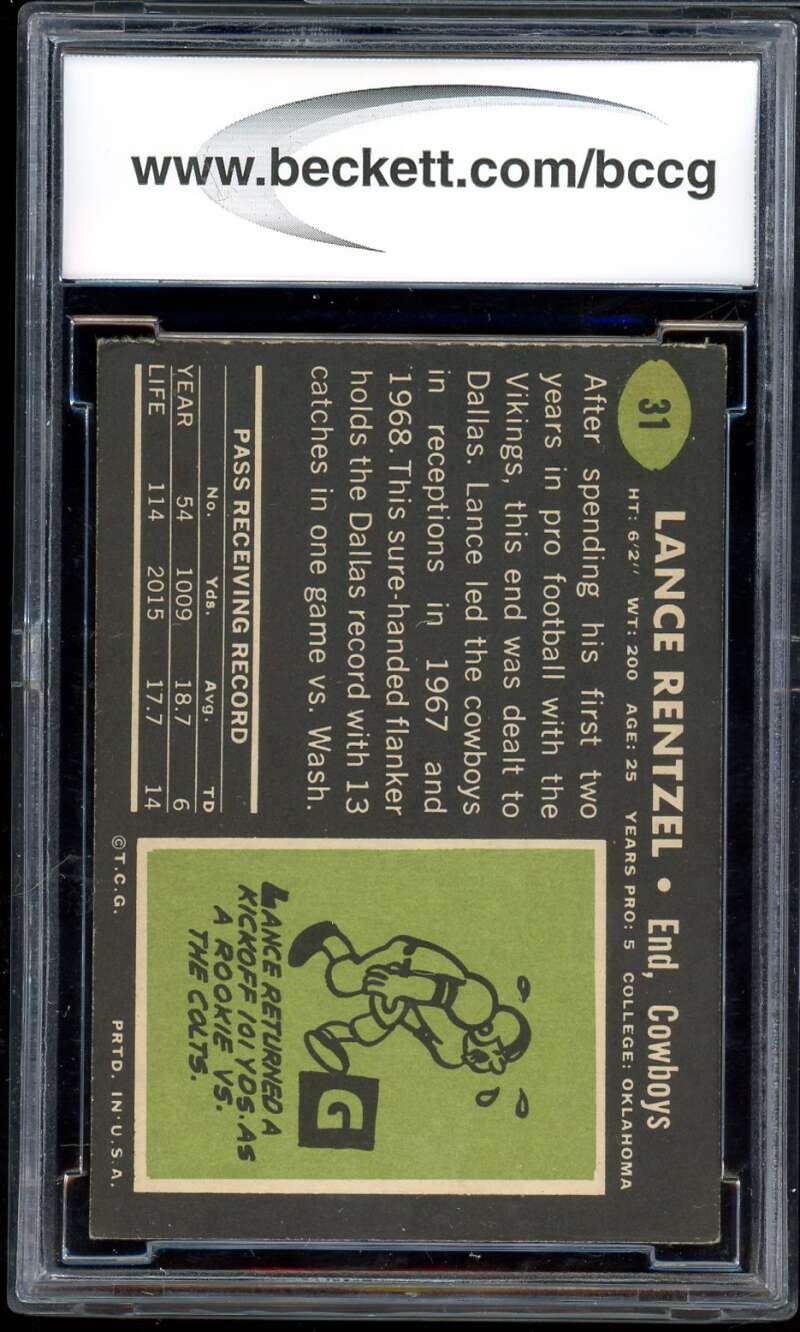 www.beckett.com/bccg
31
LANCE RENTZEL • End, Cowboys
HT: 6'2" WT: 200 AGE: 25 YEARS PRO: 5 COLLEGE: OKLAHOMA
After spending his first two
years in pro football with the
Vikings, this end was dealt to
Dallas. Lance led the cowboys
in receptions in 1967 and
1968. This sure-handed flanker
holds the Dallas record with 13
catches in one game vs. Wash.
PASS RECEIVING RECORD
No. Yds. Avg. TD
YEAR 54 1009 18.7 6
LIFE 114 2015 17.7 14
G
LANCE RETURNED A
KICKOFF 101 YDS. AS
A ROOKIE VS.
THE COLTS.
©T.C.G. PRTD. IN U.S.A.